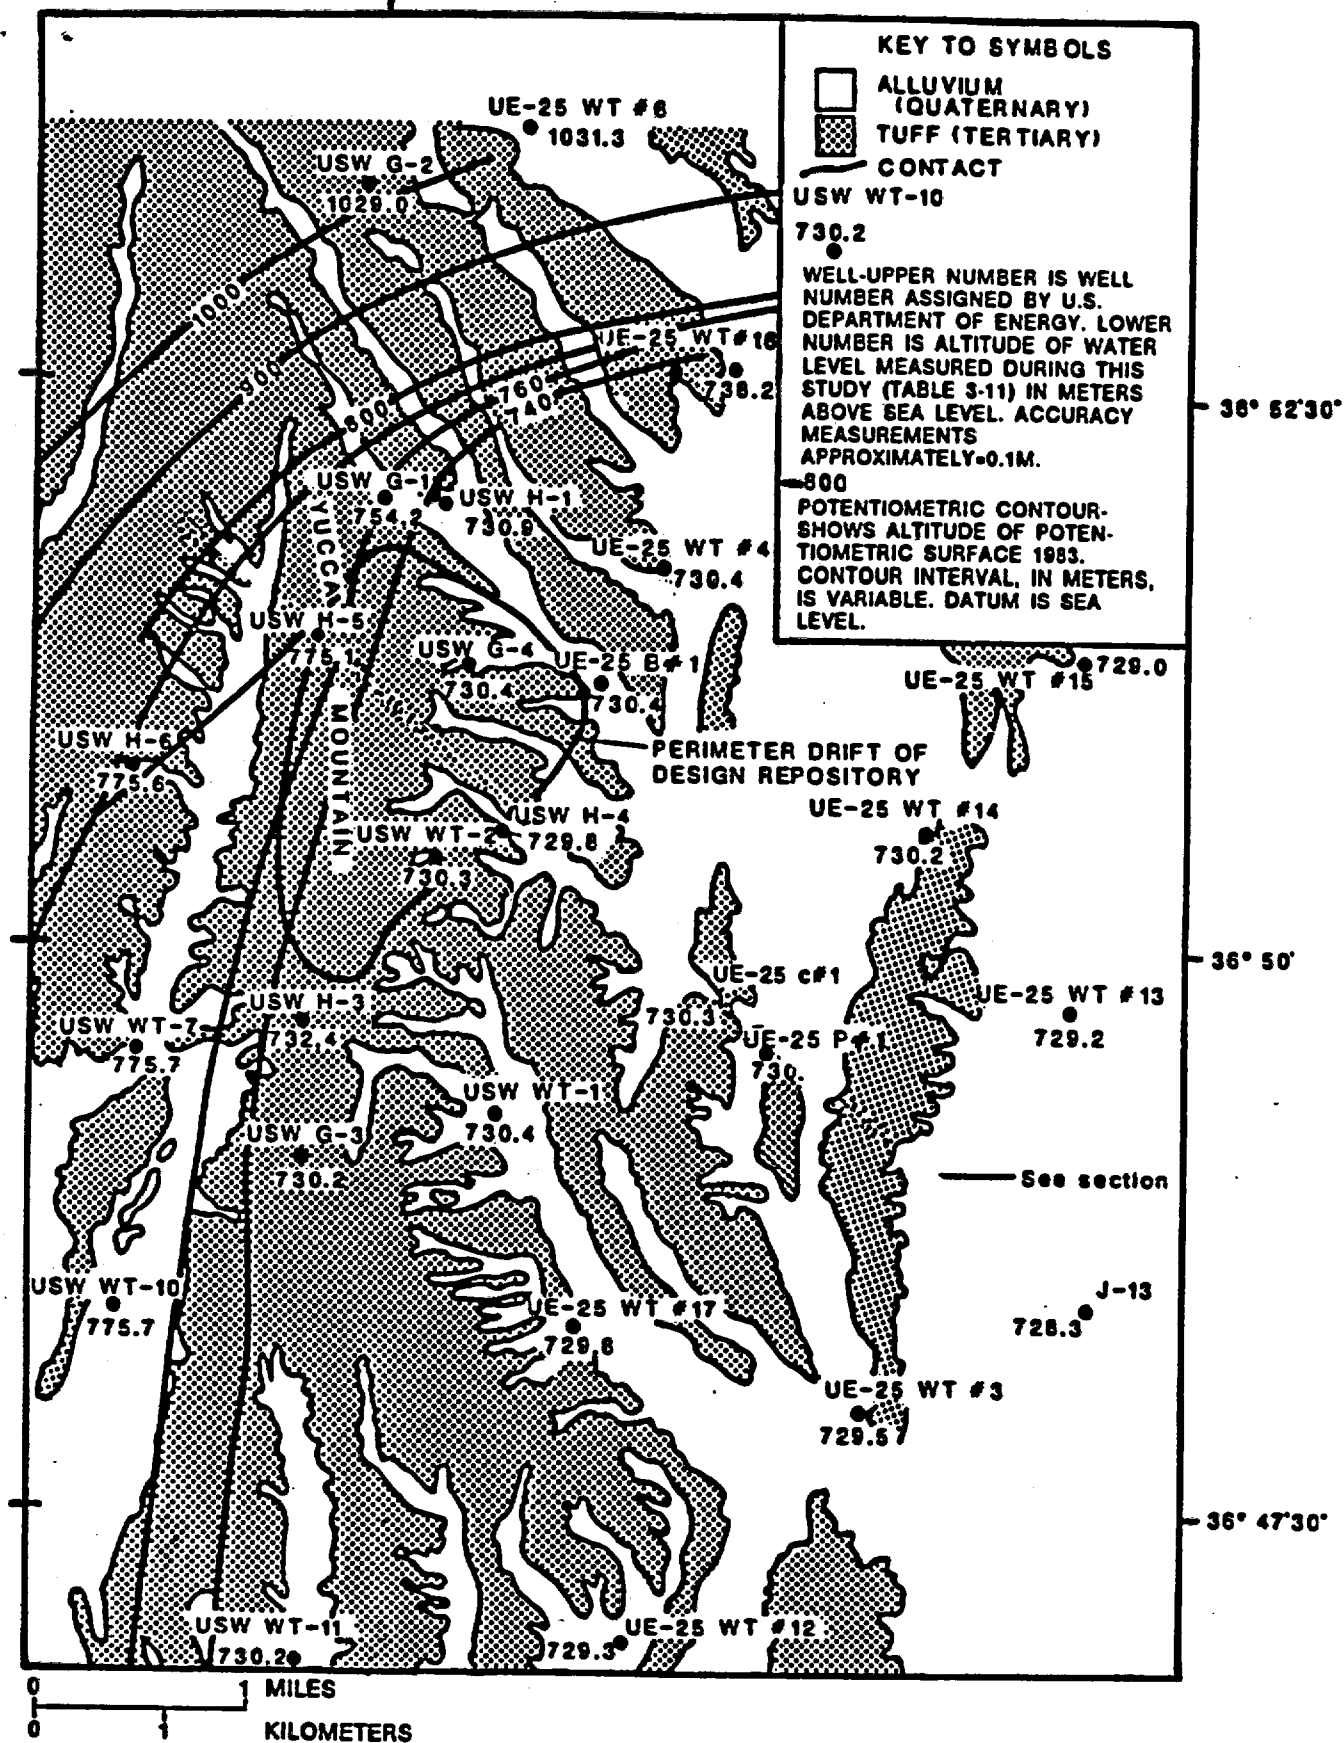 KEY TO SYMBOLS
ALLUVIUM
(QUATERNARY)
TUFF (TERTIARY)
CONTACT
USW WT-10
730.2
WELL-UPPER NUMBER IS WELL
NUMBER ASSIGNED BY U.S.
DEPARTMENT OF ENERGY. LOWER
NUMBER IS ALTITUDE OF WATER
LEVEL MEASURED DURING THIS
STUDY (TABLE 3-11) IN METERS
ABOVE SEA LEVEL. ACCURACY
MEASUREMENTS
APPROXIMATELY=0.1M.
800
POTENTIOMETRIC CONTOUR-
SHOWS ALTITUDE OF POTEN-
TIOMETRIC SURFACE 1983.
CONTOUR INTERVAL, IN METERS,
IS VARIABLE. DATUM IS SEA
LEVEL.
UE-25 WT #6
1031.3
USW G-2
1029.0
1000
900
800
760
740
UE-25 WT#16
738.2
36° 52'30"
USW G-1
754.2
USW H-1
730.9
UE-25 WT #4
730.4
YUCCA MOUNTAIN
USW H-5
775.1
USW G-4
730.4
UE-25 B#1
730.4
729.0
UE-25 WT #15
USW H-6
775.6
PERIMETER DRIFT OF
DESIGN REPOSITORY
UE-25 WT #14
730.2
USW H-4
729.8
USW WT-2
730.3
36° 50'
UE-25 c#1
730.3
UE-25 WT #13
729.2
USW H-3
732.4
USW WT-7
775.7
UE-25 P#1
730.
USW WT-1
730.4
USW G-3
730.2
See section
USW WT-10
775.7
J-13
728.3
UE-25 WT #17
729.6
UE-25 WT #3
729.5
36° 47'30"
USW WT-11
730.2
UE-25 WT #12
729.3
0 1 MILES
0 1 KILOMETERS